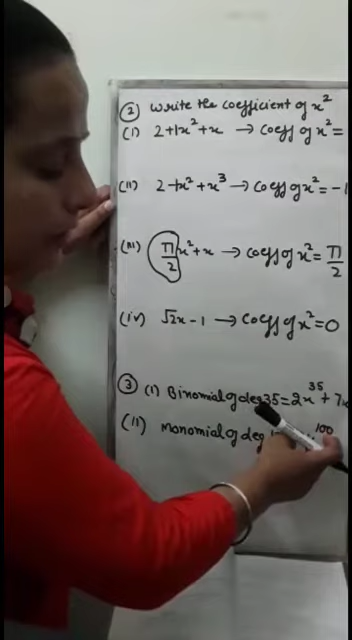 ② Write the coefficient of x²
(i) 2+1x²+x → Coeff of x² =
(ii) 2-1x²+x³ → Coeff of x² = -1
(iii) π/2 x²+x → Coeff of x² = π/2
(iv) √2x-1 → Coeff of x² = 0
③ (i) Binomial of deg 35 = 2x³⁵ + 7x
(ii) Monomial of deg 100